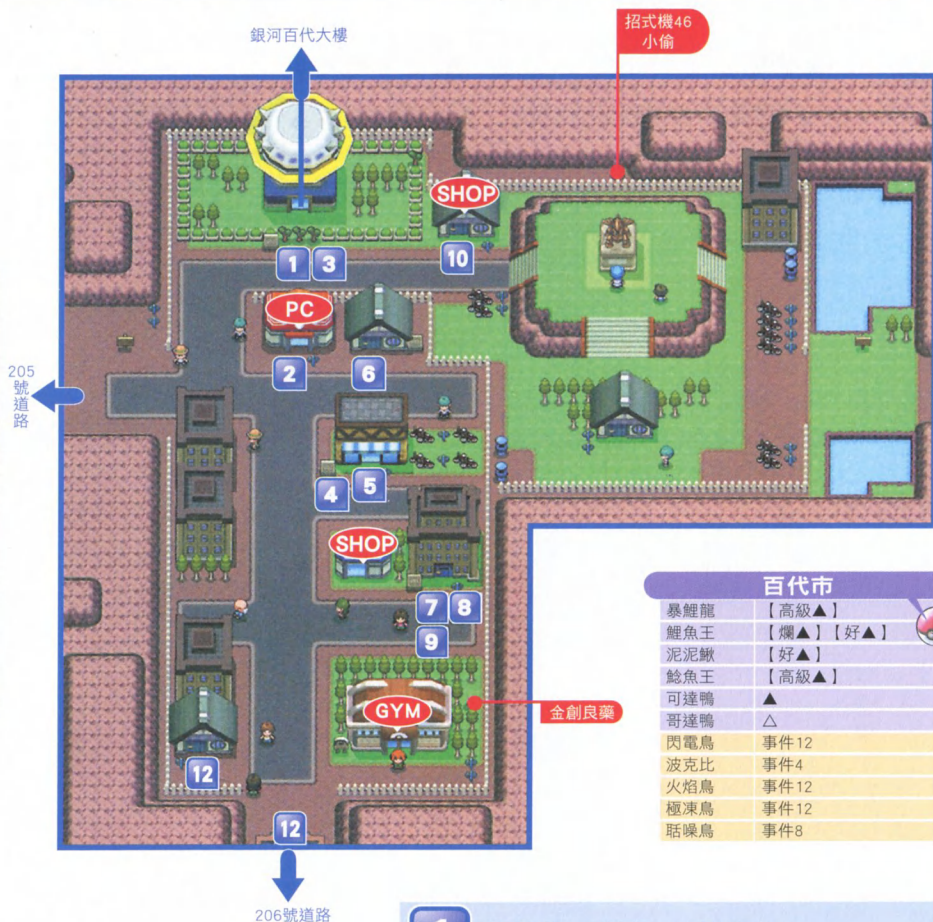 招式機46
小偷
銀河百代大樓
SHOP
1 3
10
PC
2
6
205
號道路
4
5
SHOP
7 8
9
金創良藥
GYM
12
12
206號道路
百代市
暴鯉龍 【高級▲】
鯉魚王 【爛▲】【好▲】
泥泥鰍 【好▲】
鯰魚王 【高級▲】
可達鴨 ▲
哥達鴨 △
閃電鳥 事件12
波克比 事件4
火焰鳥 事件12
極凍鳥 事件12
聒噪鳥 事件8